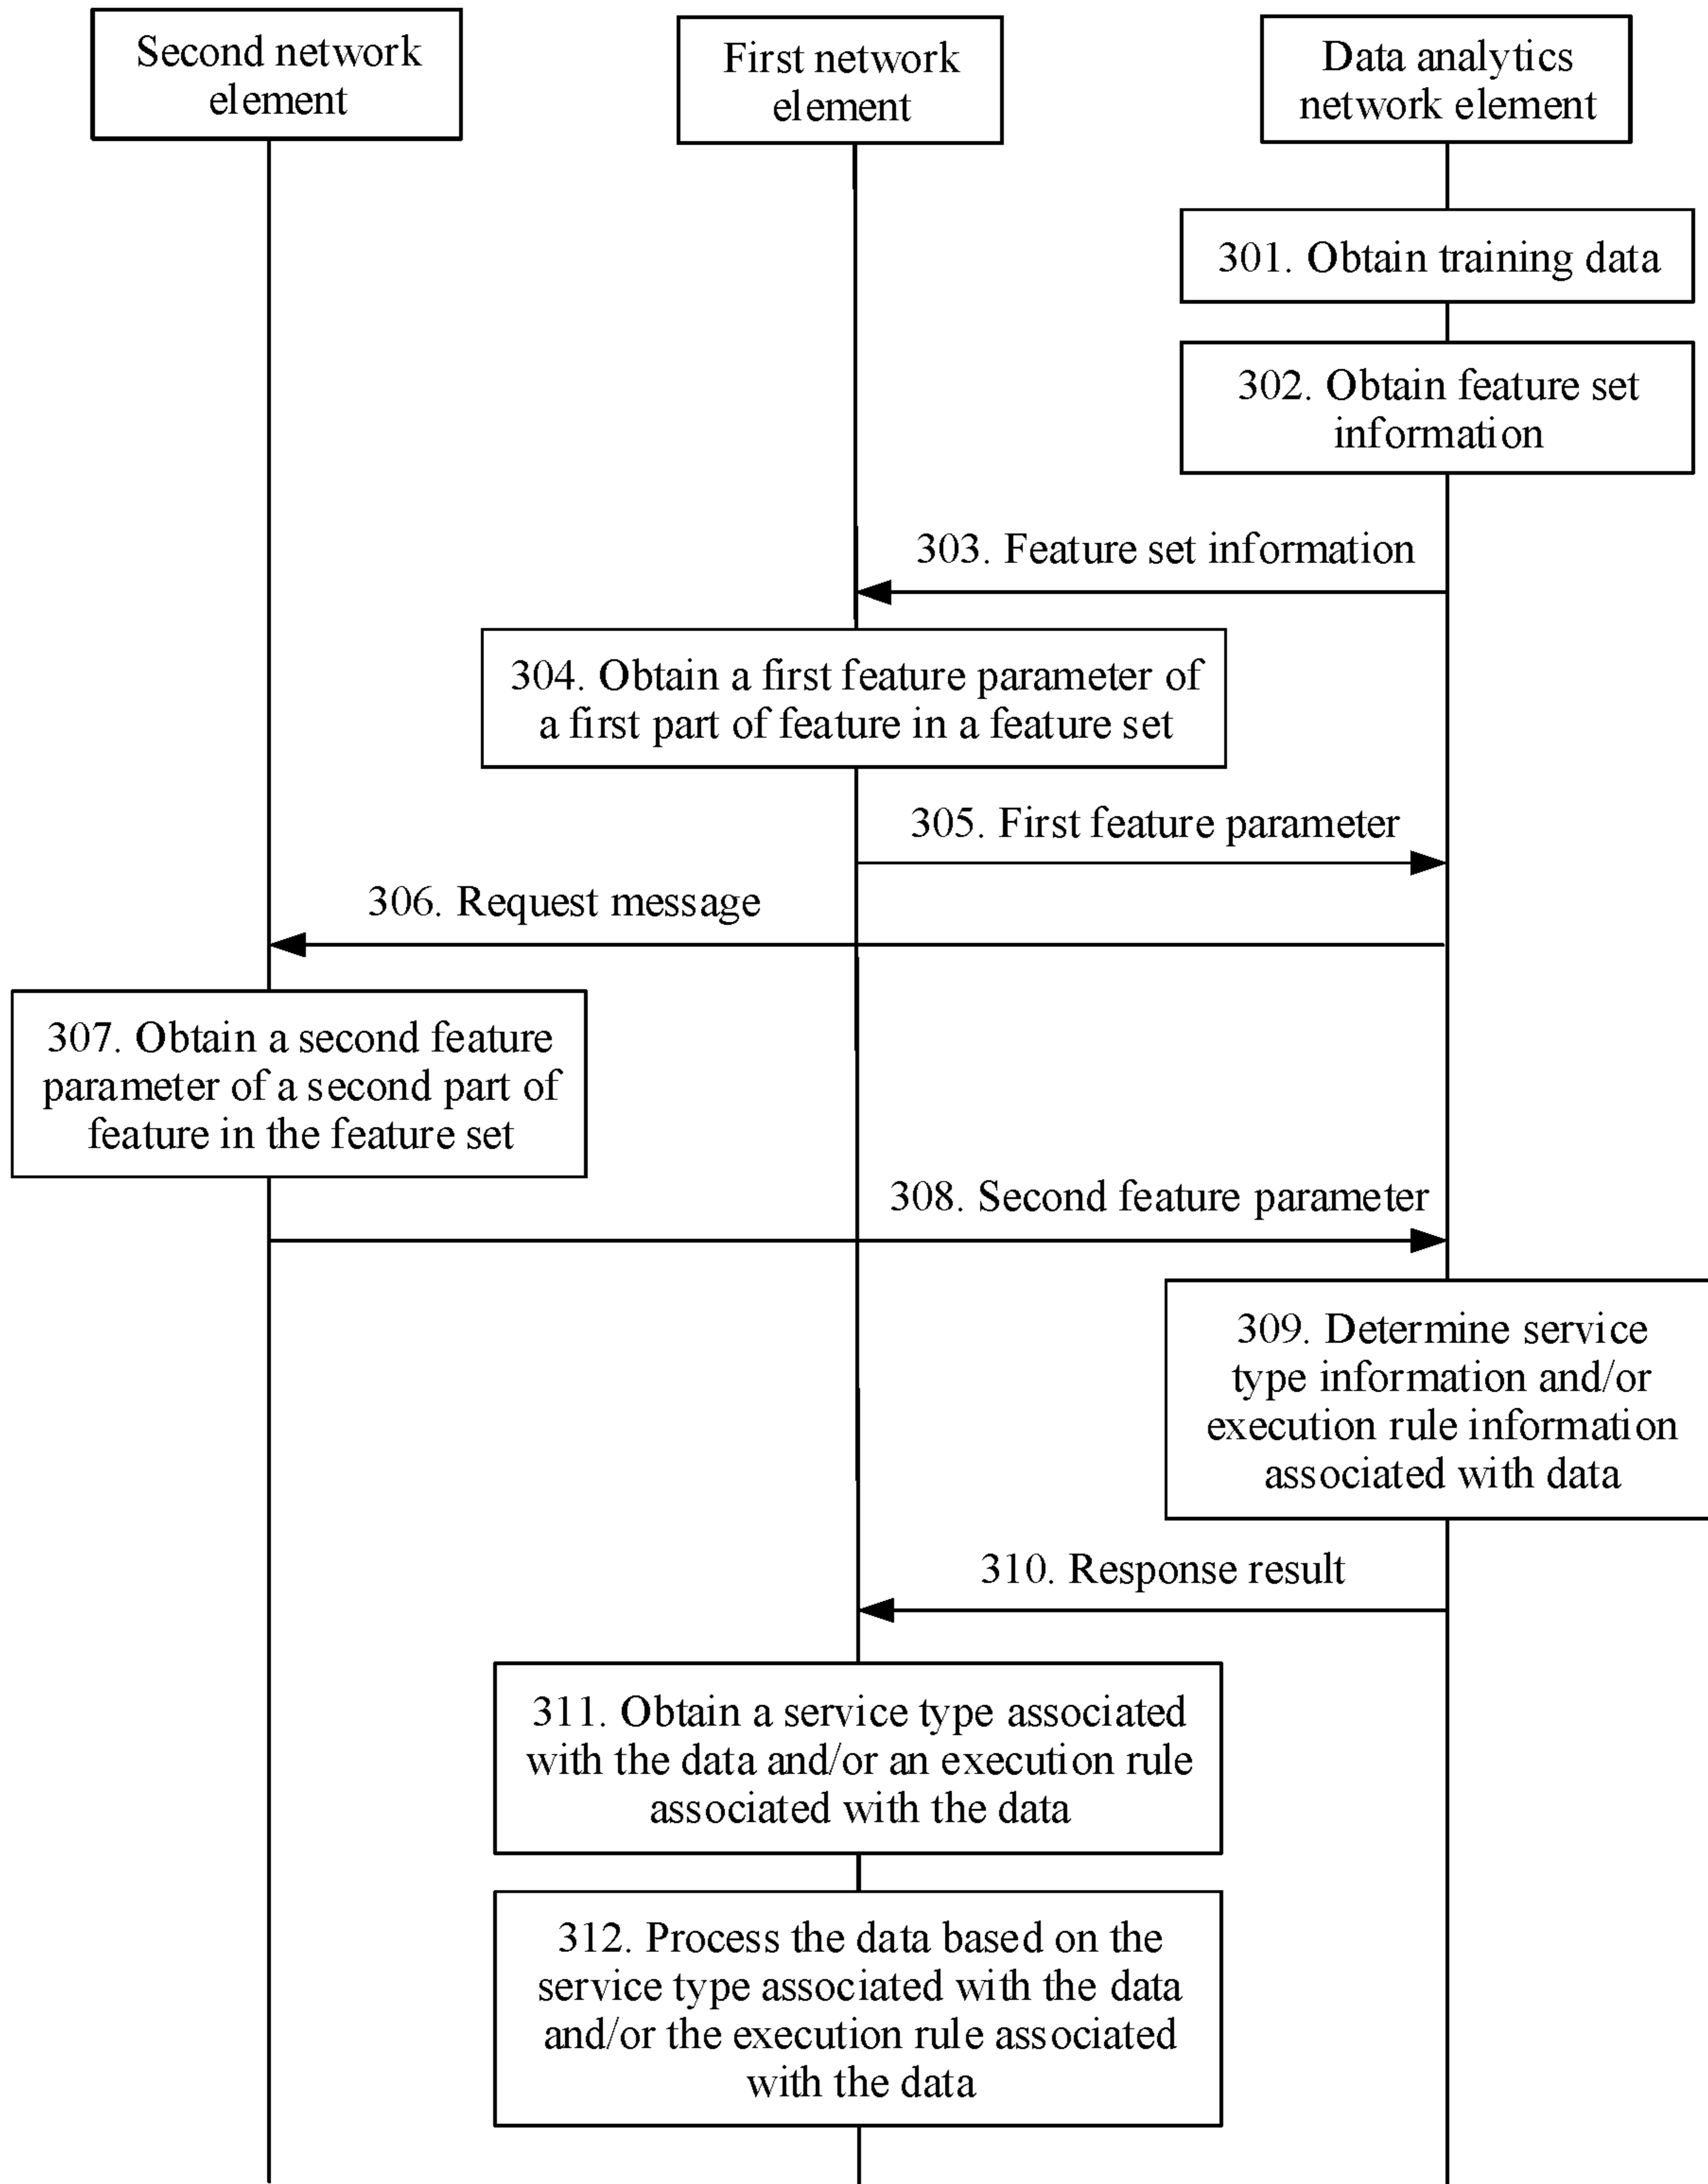 Second network
element
First network
element
Data analytics
network element
301. Obtain training data
302. Obtain feature set
information
303. Feature set information
304. Obtain a first feature parameter of
a first part of feature in a feature set
305. First feature parameter
306. Request message
307. Obtain a second feature
parameter of a second part of
feature in the feature set
308. Second feature parameter
309. Determine service
type information and/or
execution rule information
associated with data
310. Response result
311. Obtain a service type associated
with the data and/or an execution rule
associated with the data
312. Process the data based on the
service type associated with the data
and/or the execution rule associated
with the data